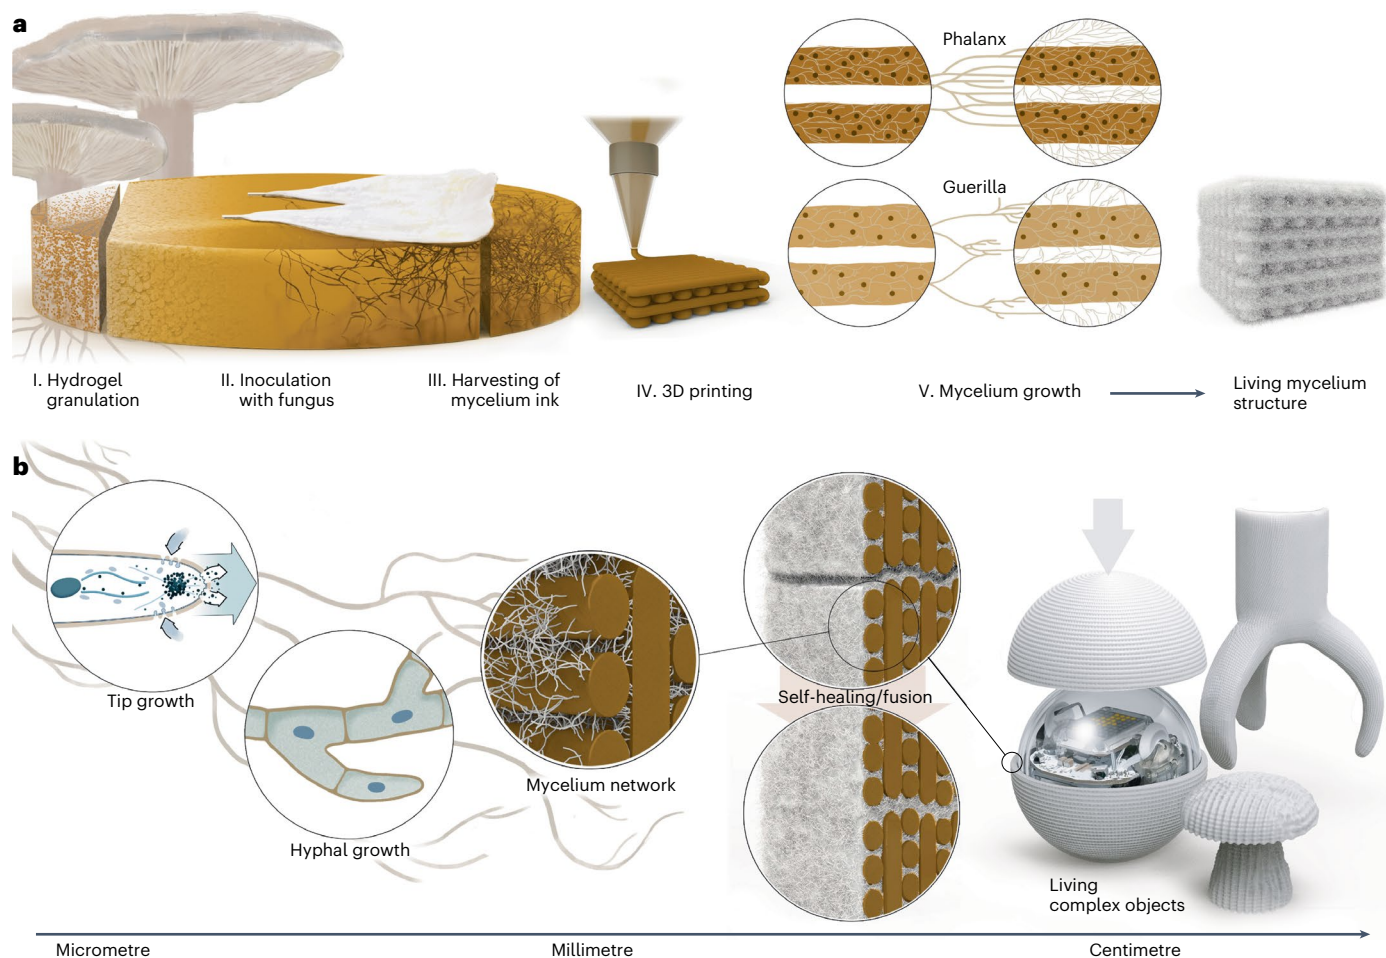 a
Phalanx
Guerilla
I. Hydrogel
granulation
II. Inoculation
with fungus
III. Harvesting of
mycelium ink
IV. 3D printing
V. Mycelium growth
Living mycelium
structure
b
Tip growth
Hyphal growth
Mycelium network
Self-healing/fusion
Living
complex objects
Micrometre
Millimetre
Centimetre